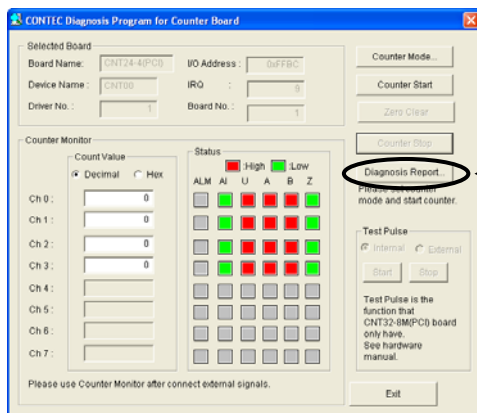 CONTEC Diagnosis Program for Counter Board
Selected Board
Board Name: CNT24-4(PCI) I/O Address : 0xFFBC
Device Name : CNT00 IRQ : 9
Driver No. : 1 Board No. : 1
Counter Mode...
Counter Start
Zero Clear
Counter Stop
Diagnosis Report...
Please set counter
mode and start counter.
Counter Monitor
Count Value
Decimal Hex
Ch 0 : 0
Ch 1 : 0
Ch 2 : 0
Ch 3 : 0
Ch 4 :
Ch 5 :
Ch 6 :
Ch 7 :
Status
:High :Low
ALM AI U A B Z
Test Pulse
Internal External
Start Stop
Test Pulse is the
function that
CNT32-8M(PCI) board
only have.
See hardware
manual.
Please use Counter Monitor after connect external signals.
Exit